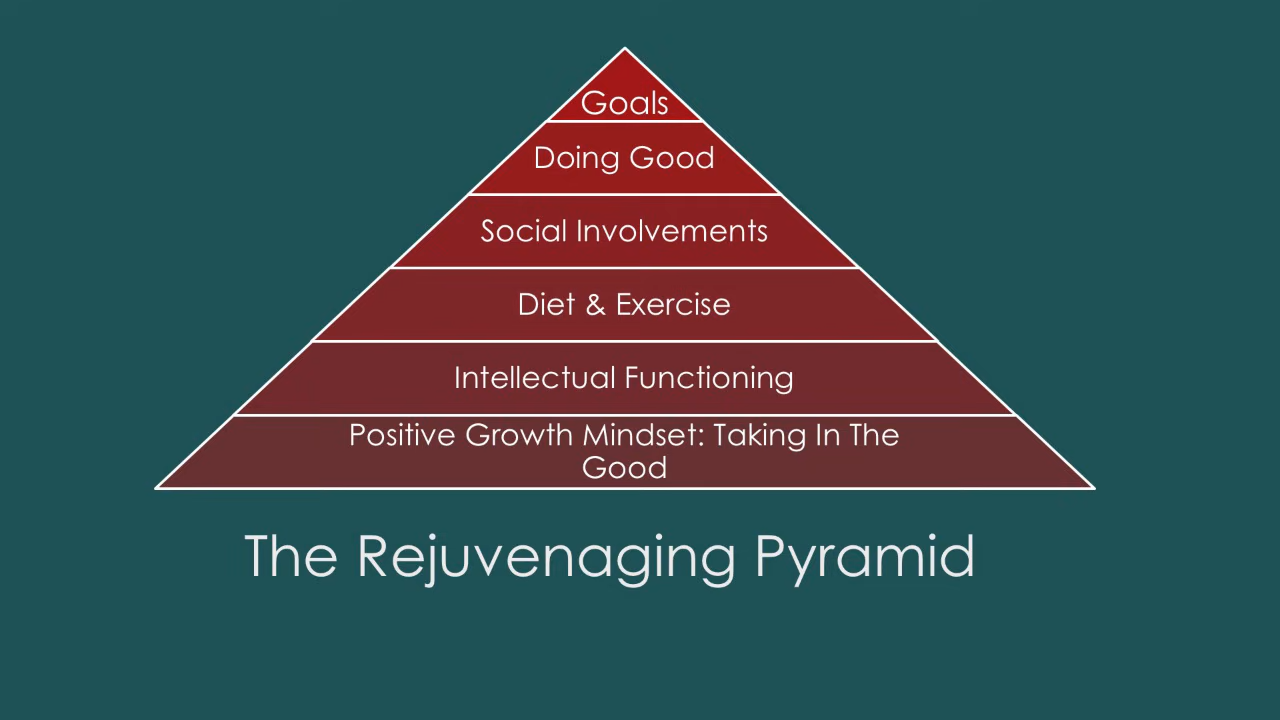 Goals
Doing Good
Social Involvements
Diet & Exercise
Intellectual Functioning
Positive Growth Mindset: Taking In The
Good
The Rejuvenaging Pyramid